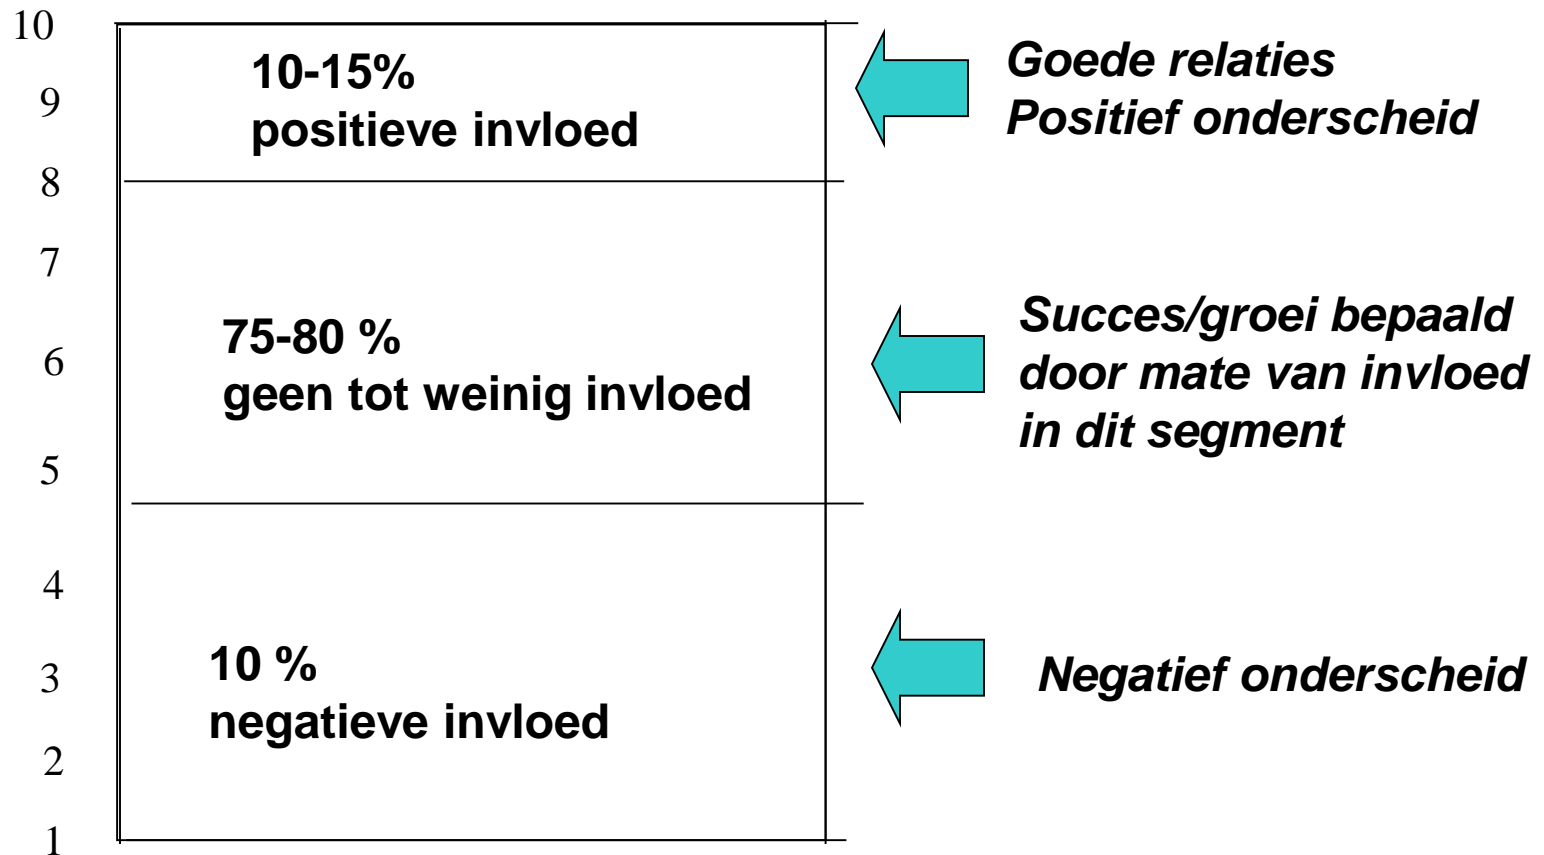 10
9
8
7
6
5
4
3
2
1
10-15%
positieve invloed
75-80 %
geen tot weinig invloed
10 %
negatieve invloed
Goede relaties
Positief onderscheid
Succes/groei bepaald
door mate van invloed
in dit segment
Negatief onderscheid